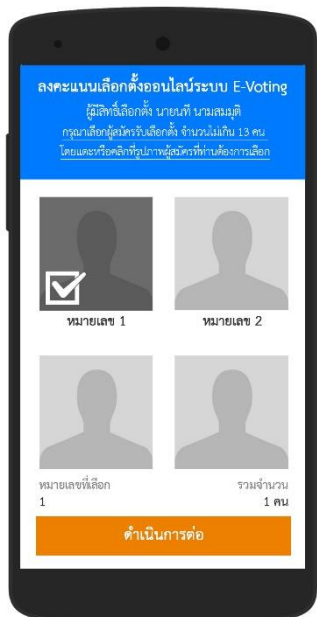 ลงคะแนนเลือกตั้งออนไลน์ระบบ E-Voting
ผู้มีสิทธิ์เลือกตั้ง นายนที นามสมมุติ
กรุณาเลือกผู้สมัครรับเลือกตั้ง จำนวนไม่เกิน 13 คน
โดยแตะหรือคลิกที่รูปภาพผู้สมัครที่ท่านต้องการเลือก
หมายเลข 1
หมายเลข 2
หมายเลขที่เลือก
รวมจำนวน
1
1 คน
ดำเนินการต่อ